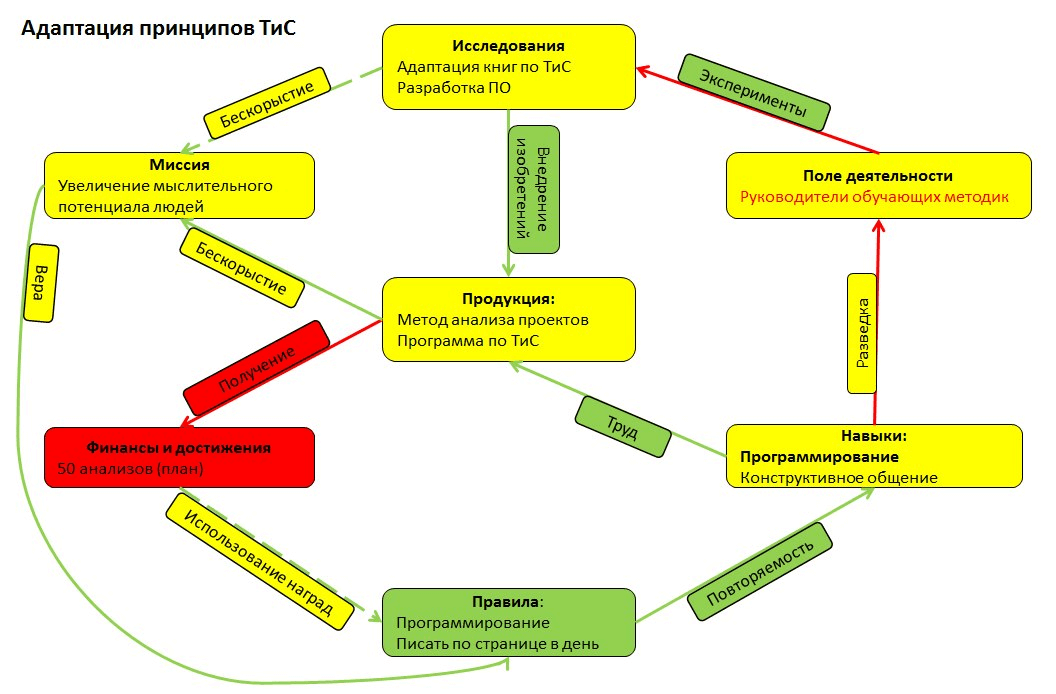 Адаптация принципов ТиС
Исследования
Адаптация книг по ТиС
Разработка ПО
Эксперименты
Бескорыстие
Внедрение
изобретений
Миссия
Увеличение мыслительного
потенциала людей
Поле деятельности
Руководители обучающих методик
Вера
Бескорыстие
Продукция:
Метод анализа проектов
Программа по ТиС
Разведка
Получение
Труд
Финансы и достижения
50 анализов (план)
Навыки:
Программирование
Конструктивное общение
Использование наград
Повторяемость
Правила:
Программирование
Писать по странице в день